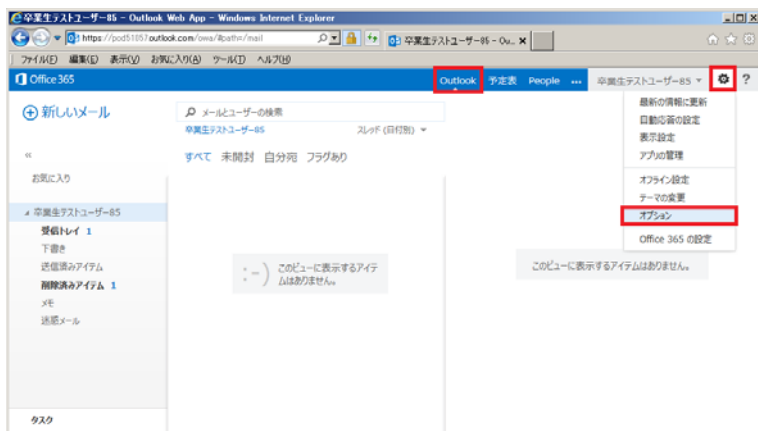 卒業生テストユーザー85 - Outlook Web App - Windows Internet Explorer
https://pod51057.outlook.com/owa/#path=/mail
卒業生テストユーザー85 - Ou...
ファイル(F) 編集(E) 表示(V) お気に入り(A) ツール(T) ヘルプ(H)
Office 365
Outlook 予定表 People ... 卒業生テストユーザー85 ?
新しいメール
メールとユーザーの検索
卒業生テストユーザー85 スレッド (日付別)
すべて 未開封 自分宛 フラグあり
お気に入り
卒業生テストユーザー85
受信トレイ 1
下書き
送信済みアイテム
削除済みアイテム 1
メモ
迷惑メール
タスク
:-) このビューに表示するアイテ
ムはありません。
このビューに表示するアイテムはありません。
最新の情報に更新
自動応答の設定
表示設定
アプリの管理
オフライン設定
テーマの変更
オプション
Office 365 の設定